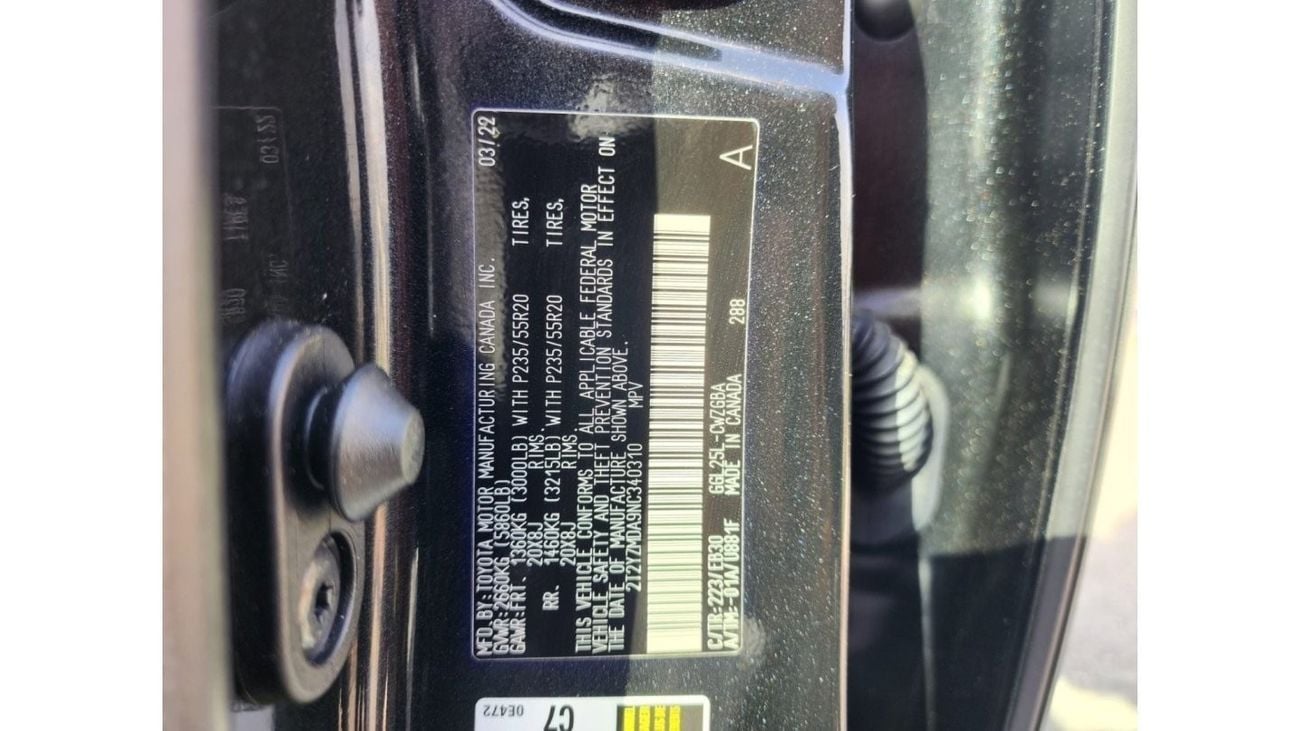 03/22
MFD.BY:TOYOTA MOTOR MANUFACTURING CANADA INC.
GVWR:2660KG (5860LB)
GAWR:FRT. 1360KG (3000LB) WITH P235/55R20 TIRES,
20X8J RIMS.
RR. 1460KG (3215LB) WITH P235/55R20 TIRES,
20X8J RIMS.
THIS VEHICLE CONFORMS TO ALL APPLICABLE FEDERAL MOTOR
VEHICLE SAFETY AND THEFT PREVENTION STANDARDS IN EFFECT ON
THE DATE OF MANUFACTURE SHOWN ABOVE.
2T2YZMDA9NC340310 MPV
C/TR:223/EB30 GGL25L-CWZGBA 288
A/TM:-01A/U881F MADE IN CANADA A
0E472